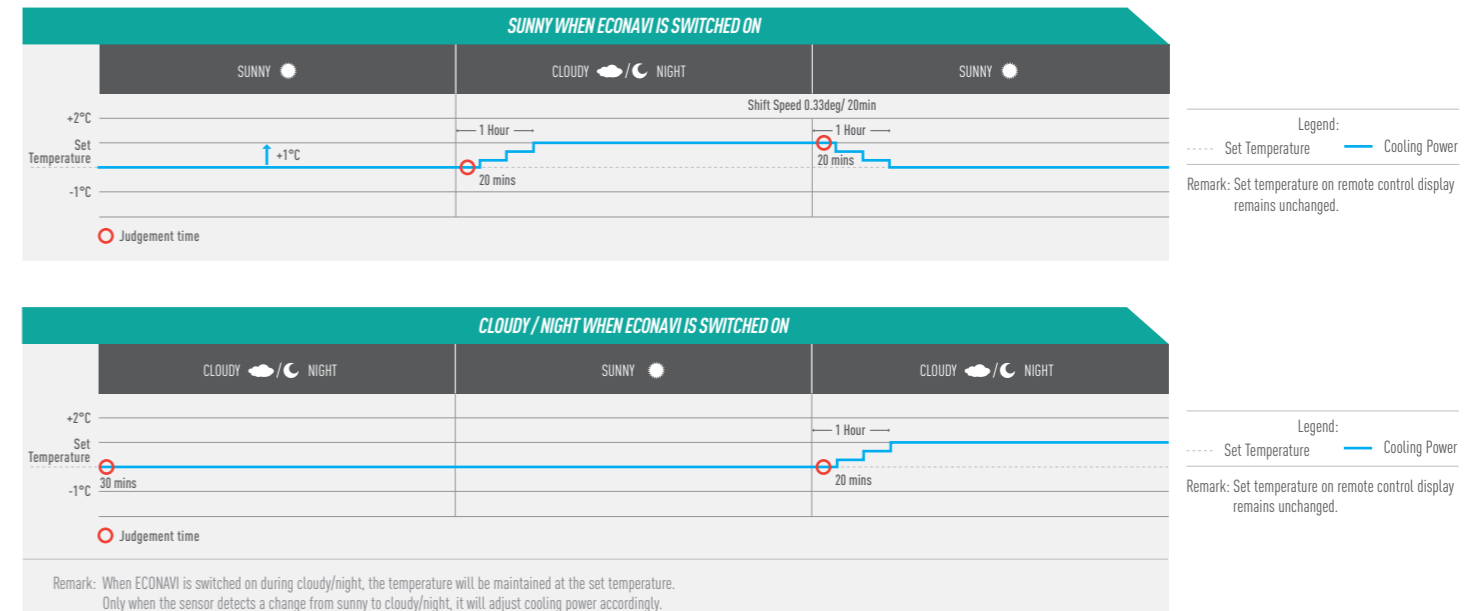 SUNNY WHEN ECONAVI IS SWITCHED ON
SUNNY
CLOUDY / NIGHT
SUNNY
Shift Speed 0.33deg/ 20min
+2°C
1 Hour
1 Hour
Set
Temperature
+1°C
20 mins
20 mins
-1°C
Judgement time
Legend:
Set Temperature
Cooling Power
Remark: Set temperature on remote control display
remains unchanged.
CLOUDY / NIGHT WHEN ECONAVI IS SWITCHED ON
CLOUDY / NIGHT
SUNNY
CLOUDY / NIGHT
+2°C
1 Hour
Set
Temperature
30 mins
20 mins
-1°C
Judgement time
Legend:
Set Temperature
Cooling Power
Remark: Set temperature on remote control display
remains unchanged.
Remark: When ECONAVI is switched on during cloudy/night, the temperature will be maintained at the set temperature.
Only when the sensor detects a change from sunny to cloudy/night, it will adjust cooling power accordingly.